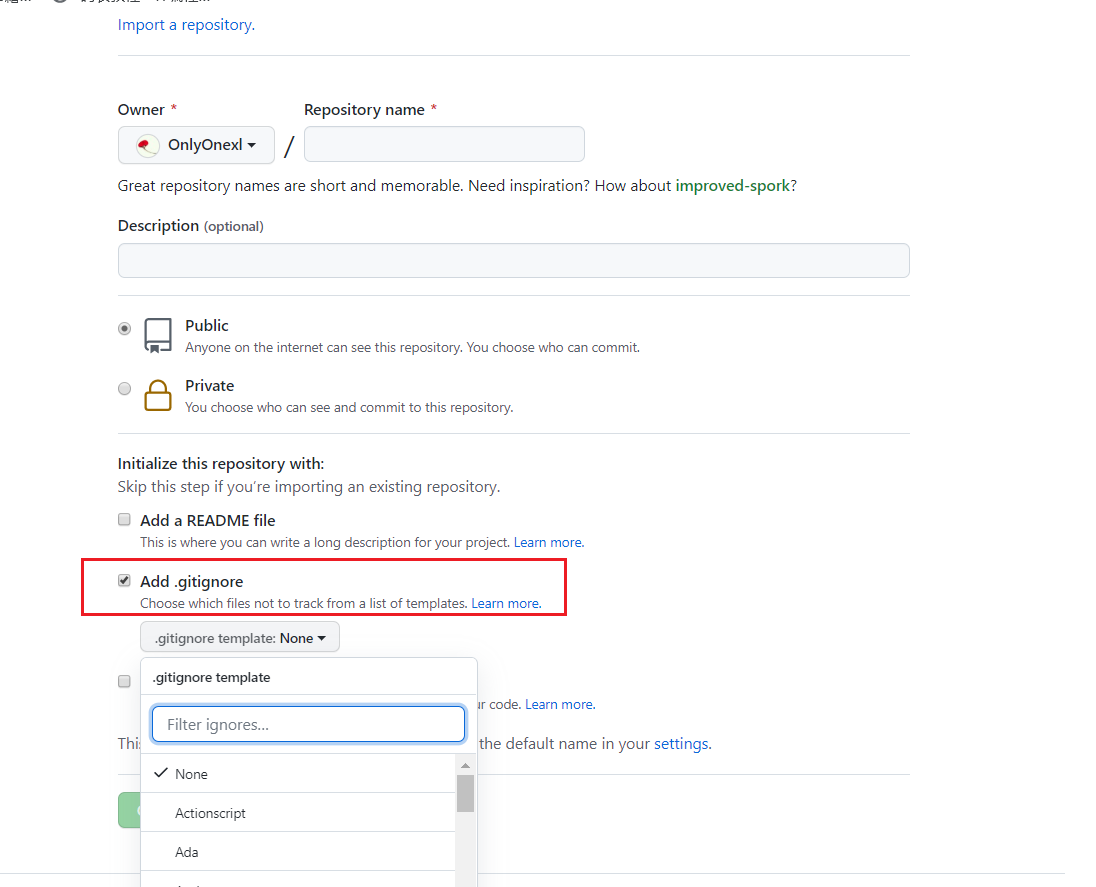 Import a repository.
Owner *
Repository name *
OnlyOnexl
/
Great repository names are short and memorable. Need inspiration? How about improved-spork?
Description (optional)
Public
Anyone on the internet can see this repository. You choose who can commit.
Private
You choose who can see and commit to this repository.
Initialize this repository with:
Skip this step if you're importing an existing repository.
Add a README file
This is where you can write a long description for your project. Learn more.
Add .gitignore
Choose which files not to track from a list of templates. Learn more.
.gitignore template: None
.gitignore template
code. Learn more.
Filter ignores...
the default name in your settings.
None
Actionscript
Ada